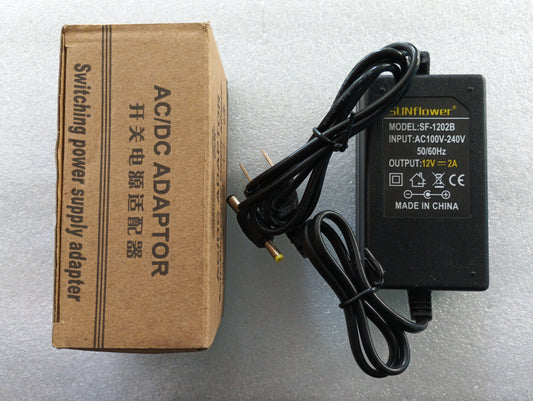 AC/DC ADAPTOR
开关电源适配器
Switching power supply adapter
SUNflower®
MODEL:SF-1202B
INPUT:AC100V-240V
50/60Hz
OUTPUT:12V⎓2A
CE
MADE IN CHINA